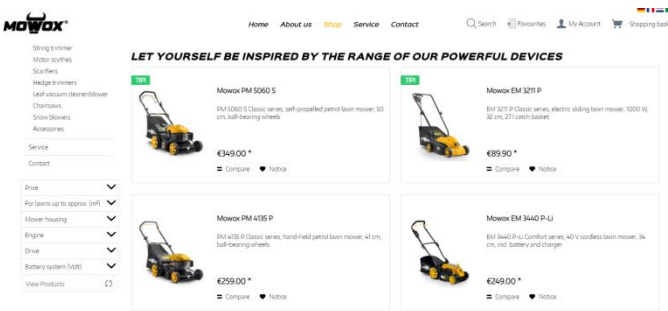 MOWOX®
Home About us Shop Service Contact
Search Favourites My Account Shopping bask
String trimmer
Motor scythes
Scarifiers
Hedge trimmers
Leaf vacuum cleaner/blower
Chainsaws
Snow blowers
Accessories
Service
Contact
Price
For lawns up to approx. (m²)
Mower housing
Engine
Drive
Battery system (Volt)
View Products
LET YOURSELF BE INSPIRED BY THE RANGE OF OUR POWERFUL DEVICES
TIP!
Mowox PM 5060 S
PM 5060 S Classic series, self-propelled petrol lawn mower, 50
cm, ball-bearing wheels
€349.00 *
Compare Notice
TIP!
Mowox EM 3211 P
EM 3211 P Classic series, electric sliding lawn mower, 1000 W,
32 cm, 27 l catch basket
€89.90 *
Compare Notice
Mowox PM 4135 P
PM 4135 P Classic series, hand-held petrol lawn mower, 41 cm,
ball-bearing wheels
€259.00 *
Compare Notice
Mowox EM 3440 P-Li
EM 3440 P-Li Comfort series, 40 V cordless lawn mower, 34
cm, incl. battery and charger
€249.00 *
Compare Notice